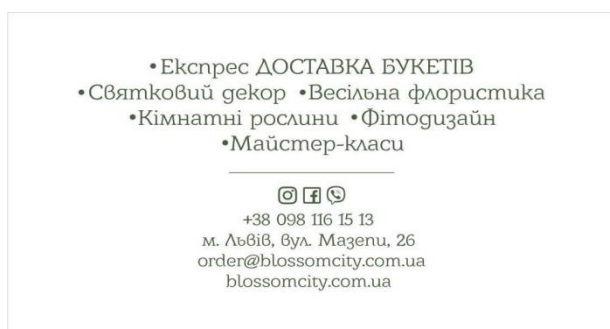 •Експрес ДОСТАВКА БУКЕТІВ
•Святковий декор •Весільна флористика
•Кімнатні рослини •Фітодизайн
•Майстер-класи
+38 098 116 15 13
м. Львів, вул. Мазепи, 26
order@blossomcity.com.ua
blossomcity.com.ua